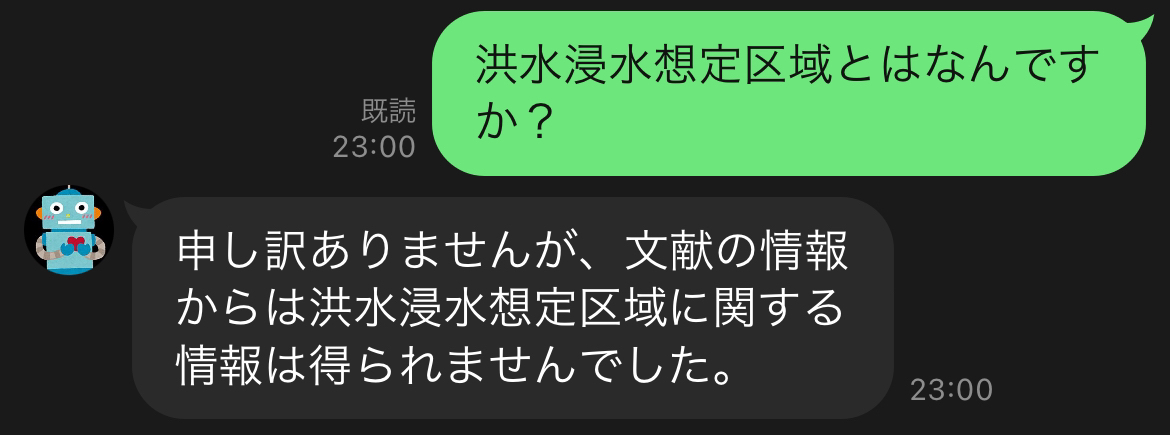 洪水浸水想定区域とはなんです
か？
既読
23:00
申し訳ありませんが、文献の情報
からは洪水浸水想定区域に関する
情報は得られませんでした。
23:00